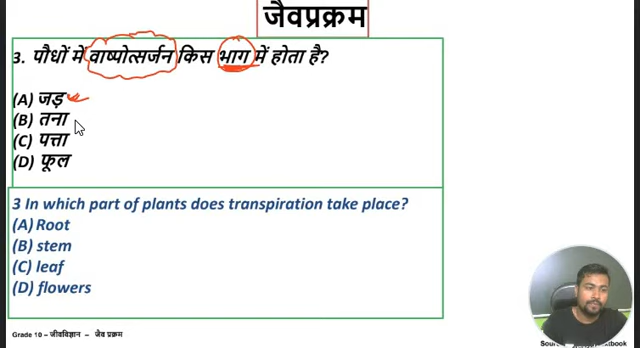 जैवप्रक्रम
3. पौधों में वाष्पोत्सर्जन किस भाग में होता है?
(A) जड़
(B) तना
(C) पत्ता
(D) फूल
3 In which part of plants does transpiration take place?
(A) Root
(B) stem
(C) leaf
(D) flowers
Grade 10 – जीवविज्ञान – जैव प्रक्रम